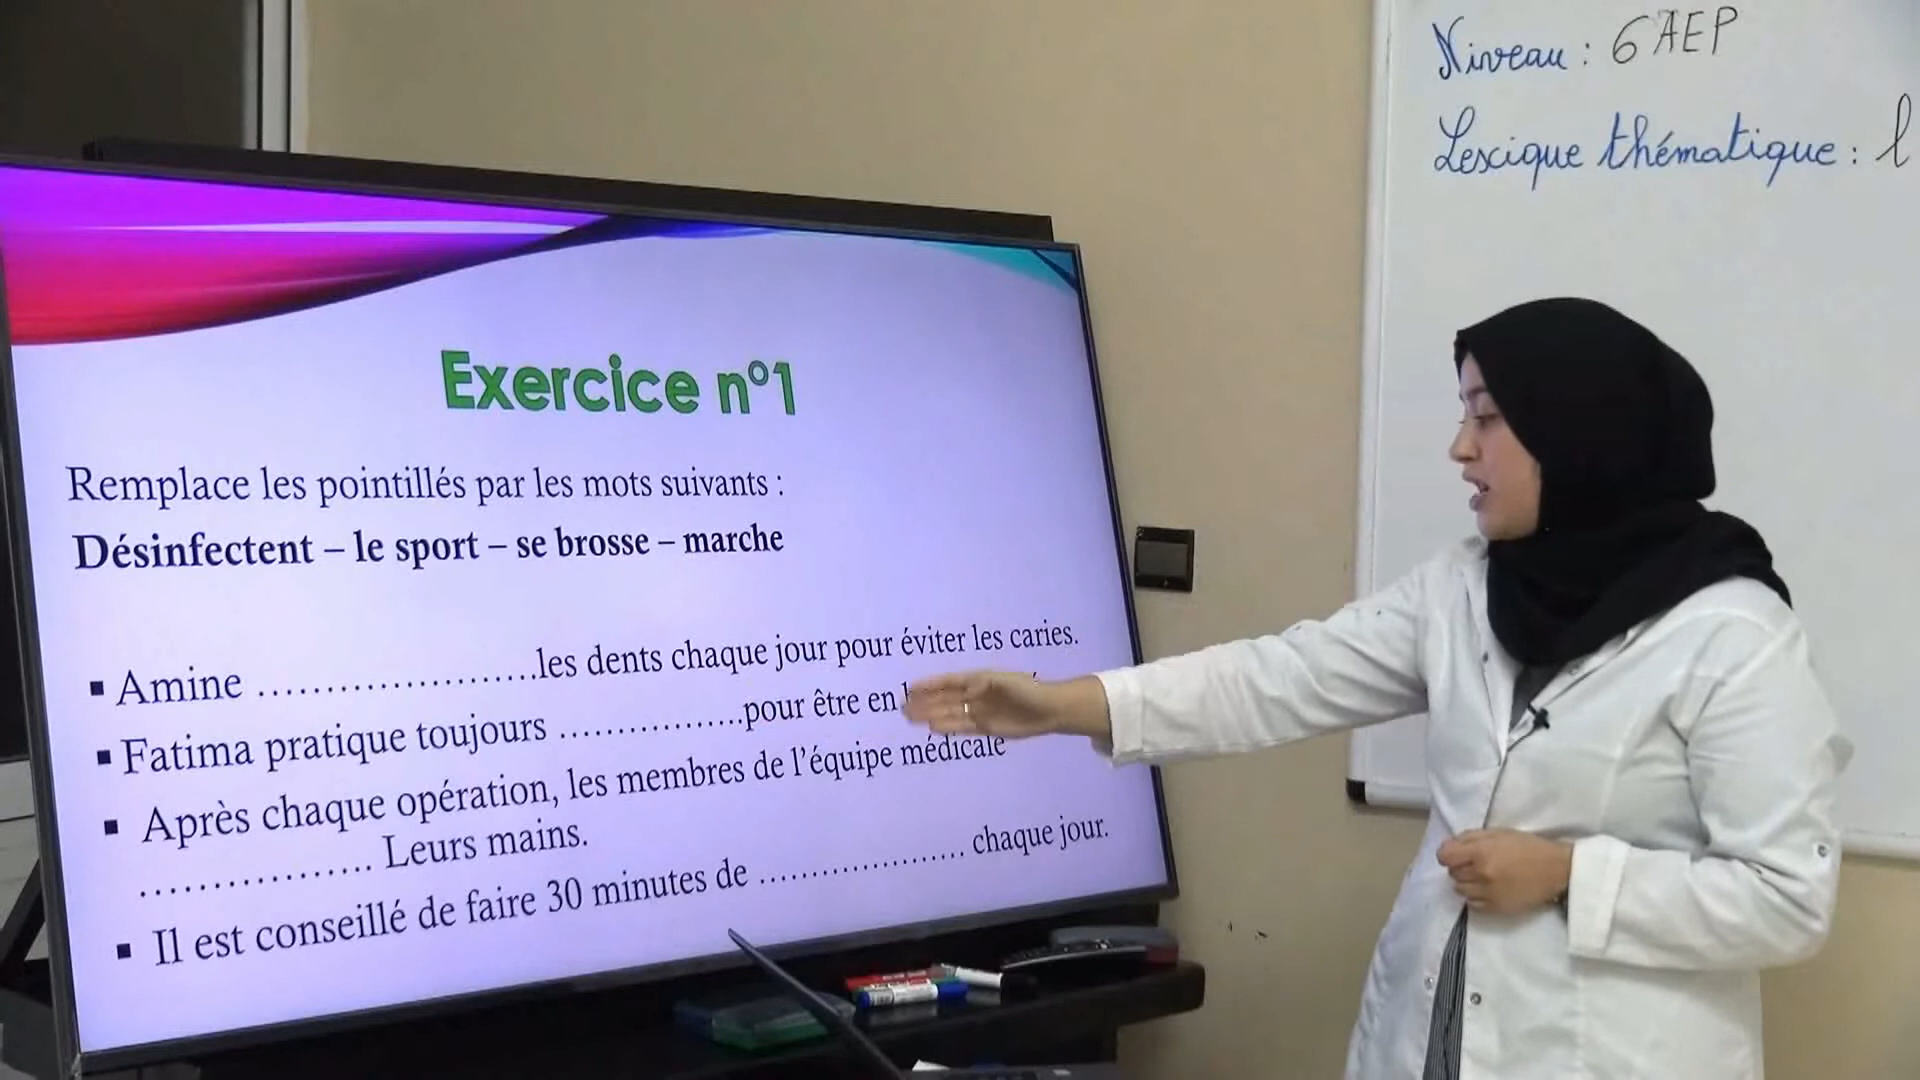 Niveau : 6 AEP
Lexique thématique : l
Exercice n°1
Remplace les pointillés par les mots suivants :
Désinfectent – le sport – se brosse – marche
▪ Amine ......................les dents chaque jour pour éviter les caries.
▪ Fatima pratique toujours .................pour être en
▪ Après chaque opération, les membres de l'équipe médicale
.................. Leurs mains.
▪ Il est conseillé de faire 30 minutes de .................... chaque jour.